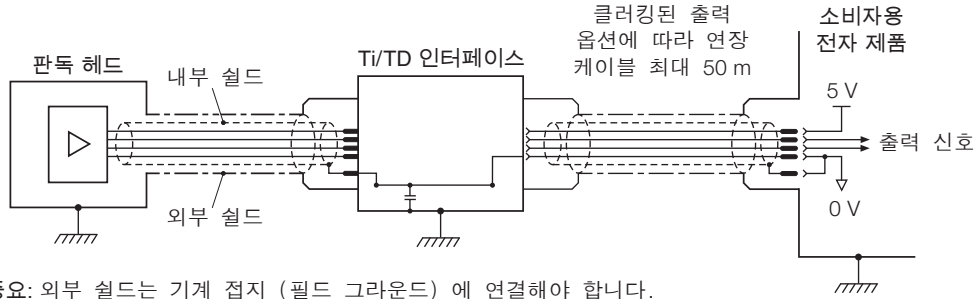 클러킹된 출력
옵션에 따라 연장
케이블 최대 50 m
소비자용
전자 제품
판독 헤드
내부 쉴드
Ti/TD 인터페이스
5 V
출력 신호
외부 쉴드
0 V
중요: 외부 쉴드는 기계 접지 (필드 그라운드) 에 연결해야 합니다.